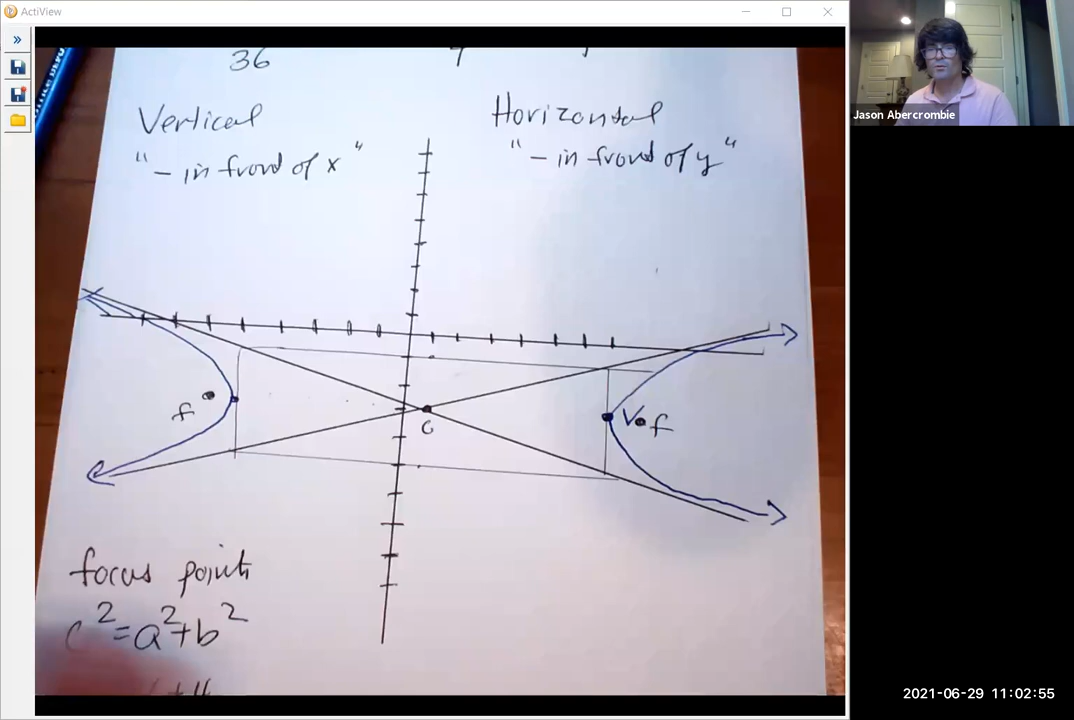 ActiView
36
Vertical
"- in front of x"
Horizontal
"- in front of y"
f
C
V f
focus point
c²=a²+b²
Jason Abercrombie
2021-06-29 11:02:55